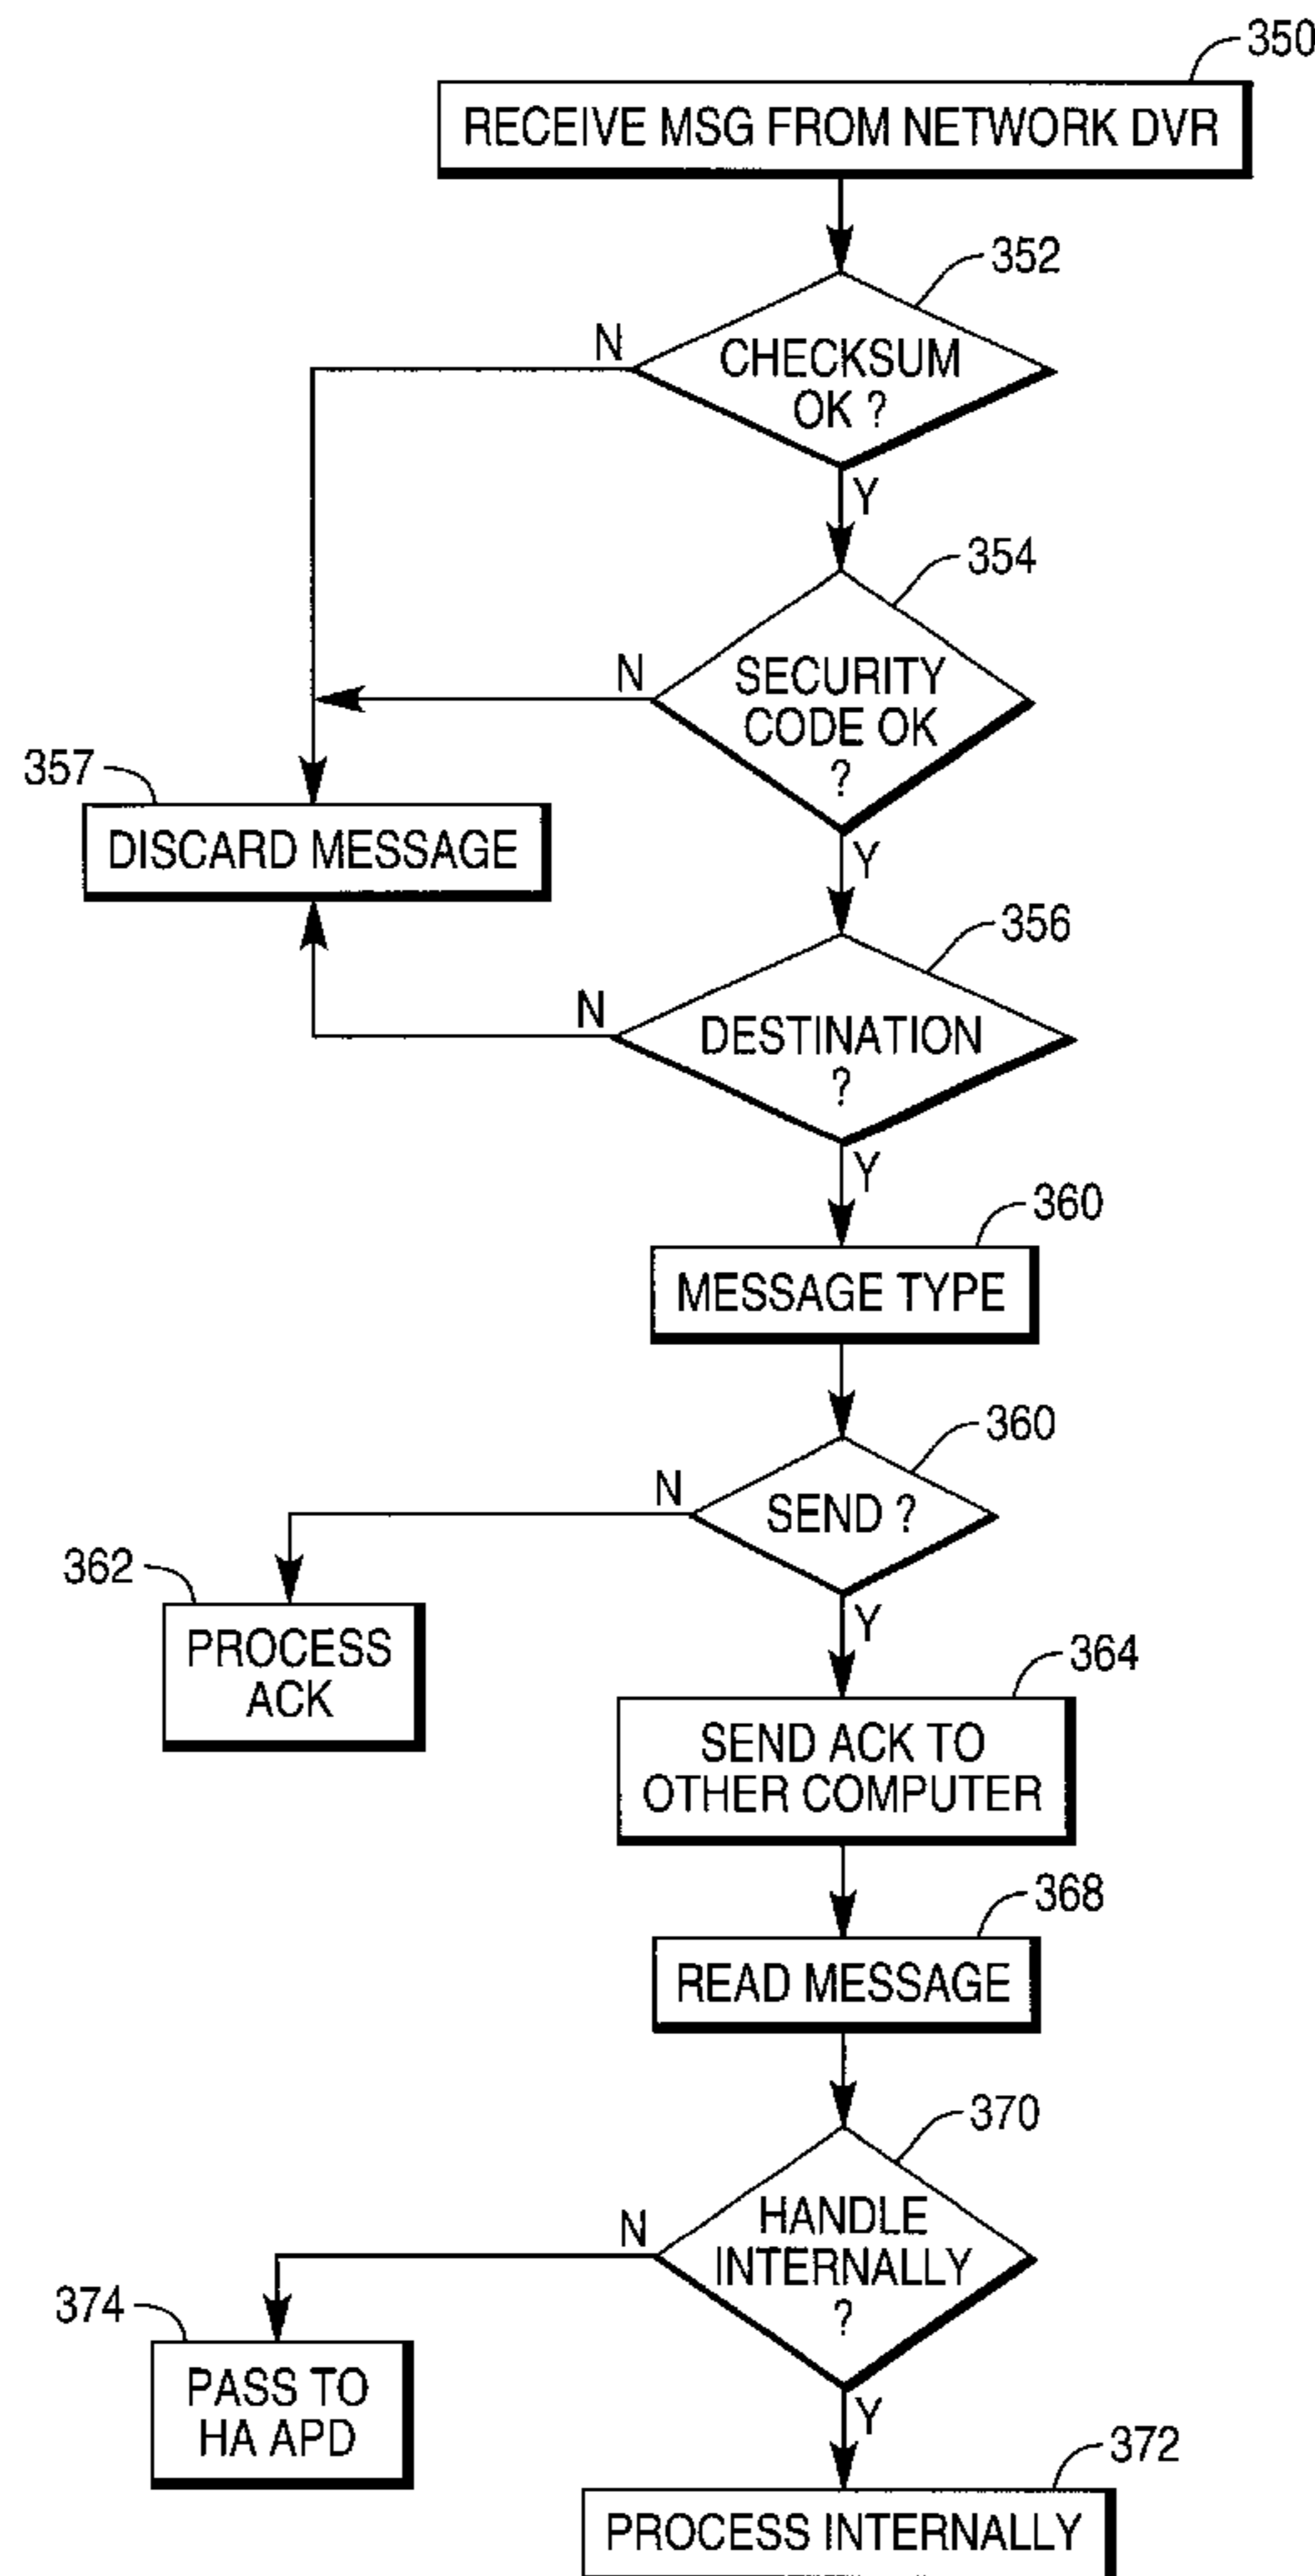 350
RECEIVE MSG FROM NETWORK DVR
352
N
CHECKSUM
OK ?
Y
354
N
SECURITY
CODE OK
?
357
DISCARD MESSAGE
Y
356
N
DESTINATION
?
Y
360
MESSAGE TYPE
360
N
SEND ?
362
PROCESS
ACK
Y
364
SEND ACK TO
OTHER COMPUTER
368
READ MESSAGE
370
N
HANDLE
INTERNALLY
?
374
PASS TO
HA APD
Y
372
PROCESS INTERNALLY